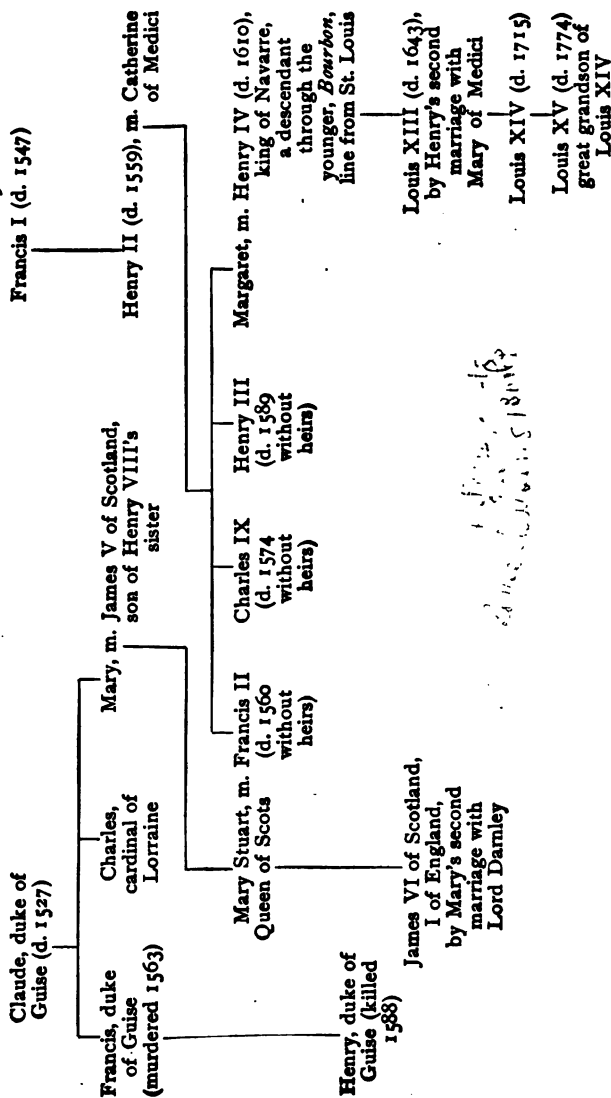 Francis I (d. 1547)
Henry II (d. 1559), m. Catherine
of Medici
Claude, duke of
Guise (d. 1527)
Francis, duke
of Guise
(murdered 1563)
Charles,
cardinal of
Lorraine
Mary, m. James V of Scotland,
son of Henry VIII's
sister
Mary Stuart, m. Francis II
Queen of Scots
(d. 1560
without
heirs)
Charles IX
(d. 1574
without
heirs)
Henry III
(d. 1589
without
heirs)
Margaret, m. Henry IV (d. 1610),
king of Navarre,
a descendant
through the
younger, Bourbon,
line from St. Louis
Henry, duke of
Guise (killed
1588)
James VI of Scotland,
I of England,
by Mary's second
marriage with
Lord Darnley
Louis XIII (d. 1643),
by Henry's second
marriage with
Mary of Medici
Louis XIV (d. 1715)
Louis XV (d. 1774)
great grandson of
Louis XIV